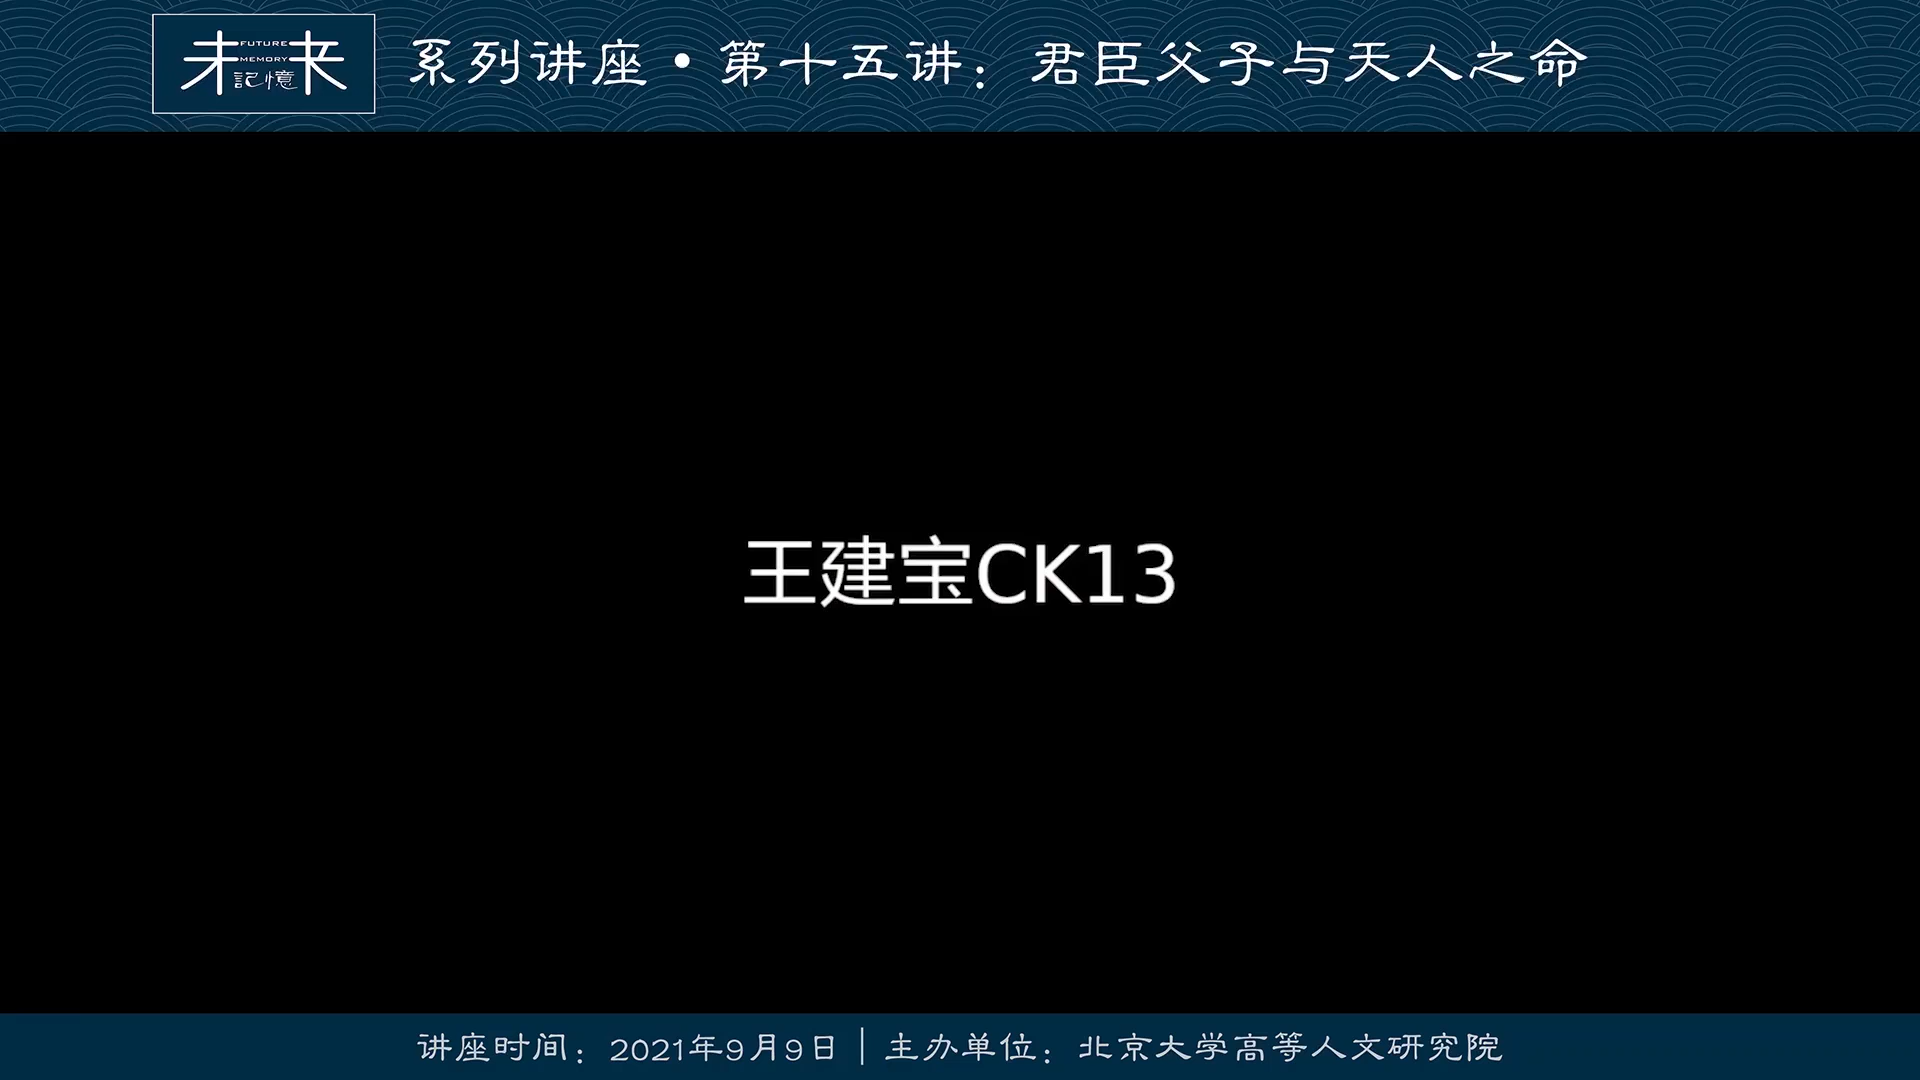 未来
FUTURE
MEMORY
記憶
系列讲座·第十五讲：君臣父子与天人之命
王建宝CK13
讲座时间：2021年9月9日｜主办单位：北京大学高等人文研究院